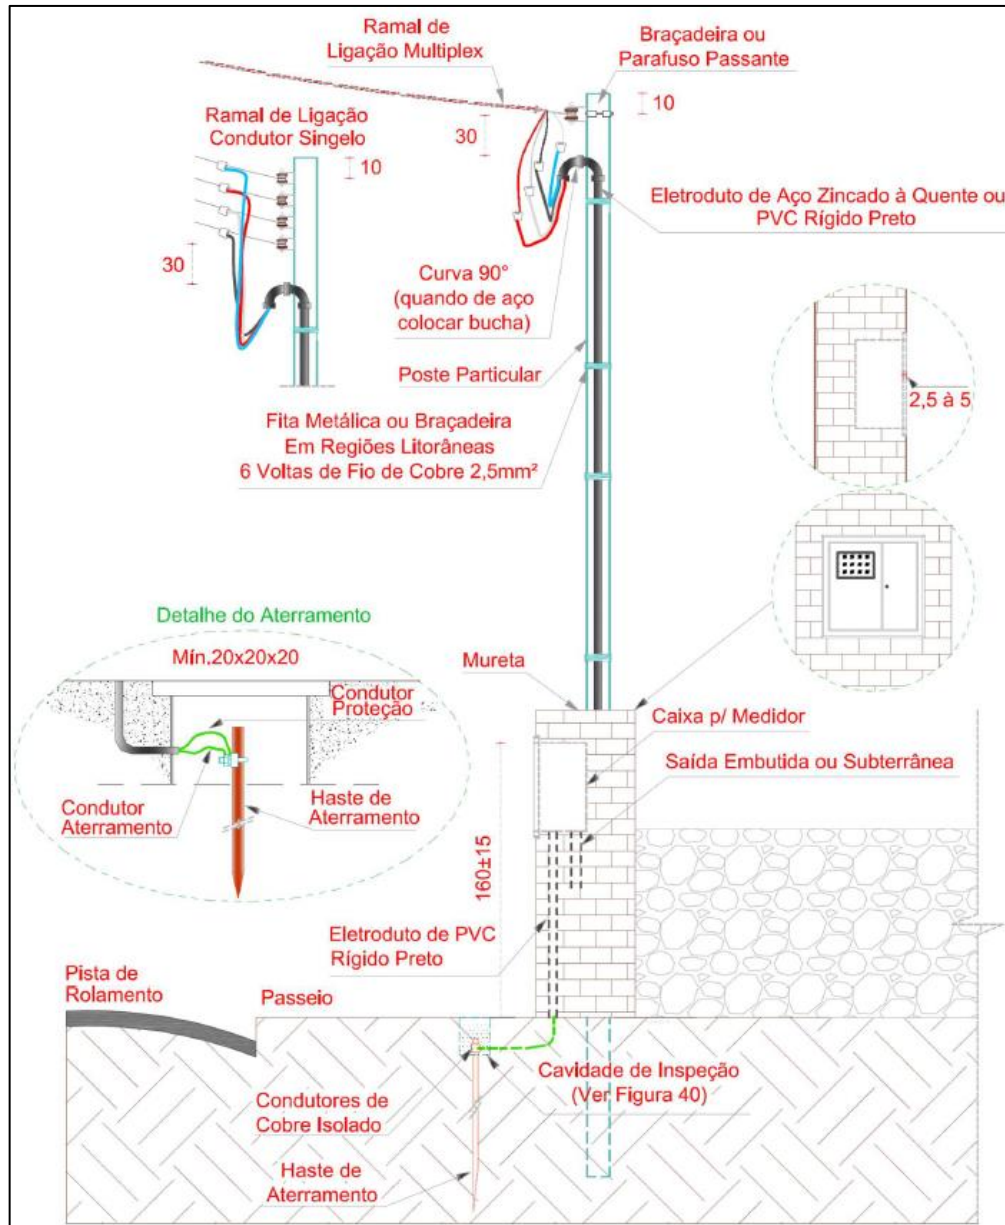 Ramal de
Ligação Multiplex
Braçadeira ou
Parafuso Passante
10
Ramal de Ligação
Condutor Singelo
10
30
30
Eletroduto de Aço Zincado à Quente ou
PVC Rígido Preto
Curva 90°
(quando de aço
colocar bucha)
Poste Particular
2,5 à 5
Fita Metálica ou Braçadeira
Em Regiões Litorâneas
6 Voltas de Fio de Cobre 2,5mm²
Detalhe do Aterramento
Mín,20x20x20
Condutor
Proteção
Condutor
Aterramento
Haste de
Aterramento
Mureta
Caixa p/ Medidor
Saída Embutida ou Subterrânea
160±15
Eletroduto de PVC
Rígido Preto
Pista de
Rolamento
Passeio
Cavidade de Inspeção
(Ver Figura 40)
Condutores de
Cobre Isolado
Haste de
Aterramento